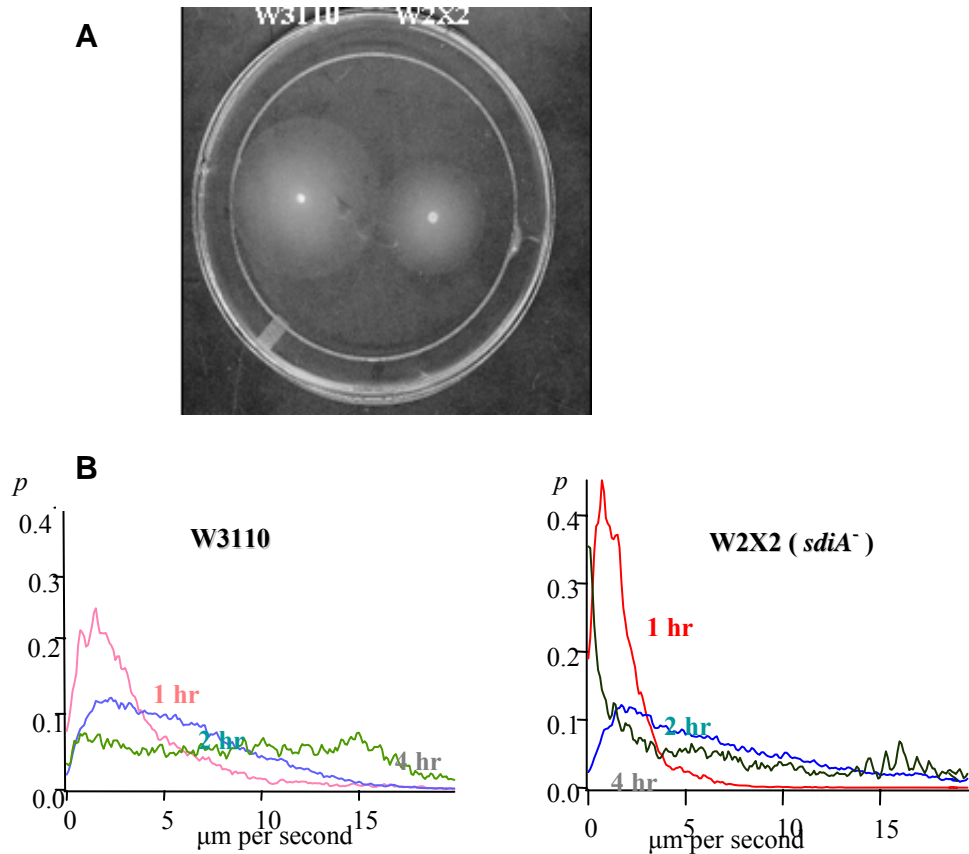 A
W3110 W2X2
B
p
W3110
0.4
0.3
0.2
0.1
0.0
1 hr
2 hr
4 hr
0 5 10 15
μm per second
p
W2X2 ( sdiA- )
0.4
0.3
0.2
0.1
0.0
1 hr
2 hr
4 hr
0 5 10 15
μm per second